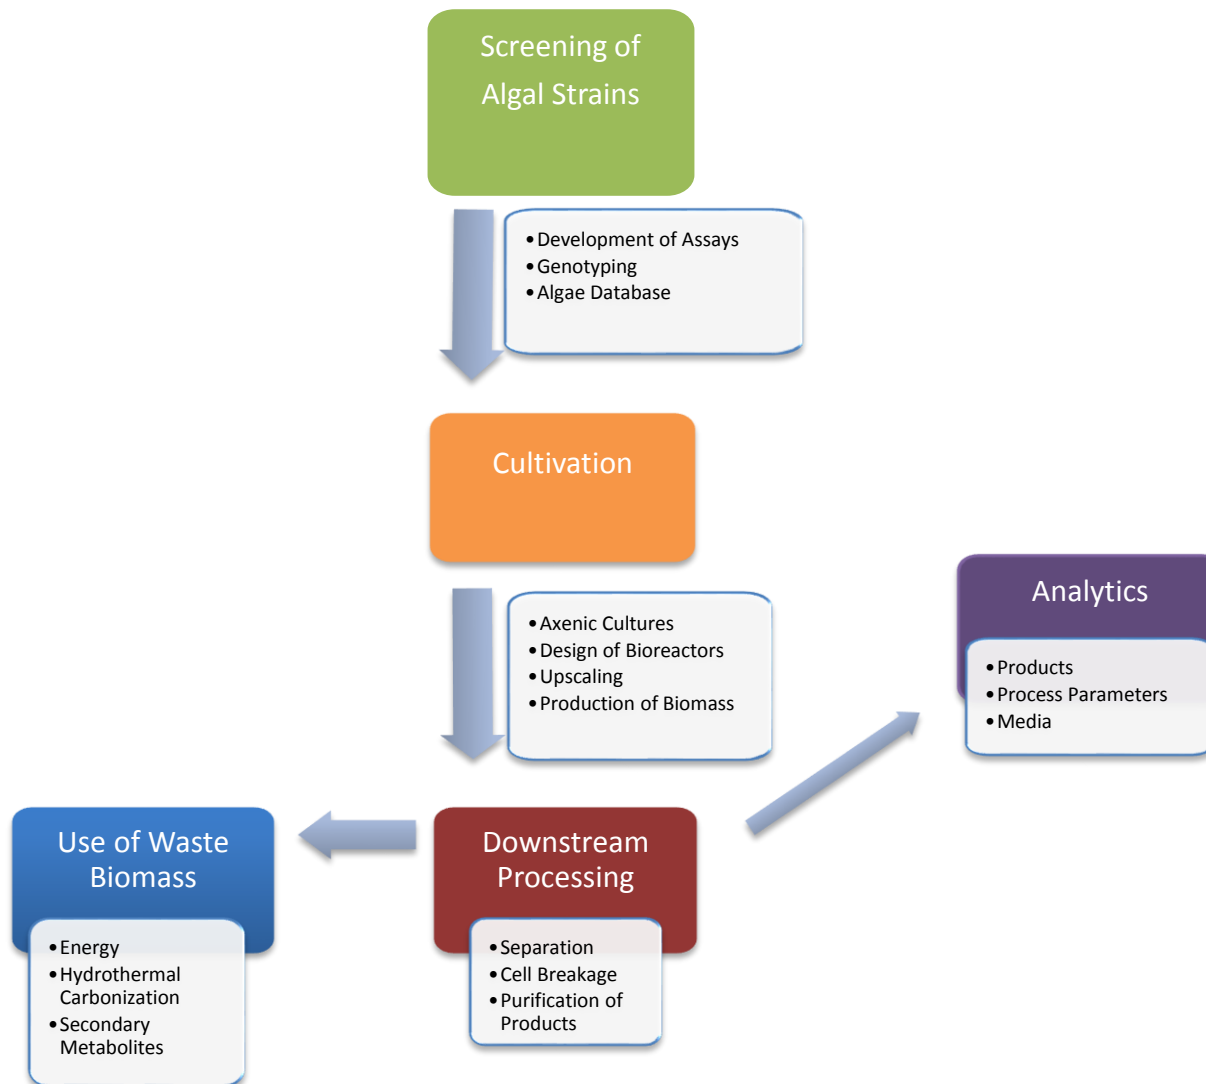 Screening of
Algal Strains
•Development of Assays
•Genotyping
•Algae Database
Cultivation
•Axenic Cultures
•Design of Bioreactors
•Upscaling
•Production of Biomass
Analytics
•Products
•Process Parameters
•Media
Use of Waste
Biomass
•Energy
•Hydrothermal
Carbonization
•Secondary
Metabolites
Downstream
Processing
•Separation
•Cell Breakage
•Purification of
Products